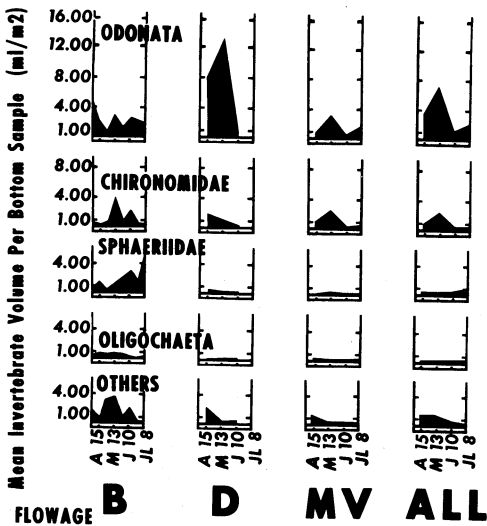 Mean Invertebrate Volume Per Bottom Sample (ml/m2)
16.00
ODONATA
12.00
8.00
4.00
1.00
8.00
CHIRONOMIDAE
4.00
1.00
SPHAERIIDAE
4.00
1.00
4.00
OLIGOCHAETA
1.00
OTHERS
4.00
1.00
A 15 M 13 J 10 JL 8
A 15 M 13 J 10 JL 8
A 15 M 13 J 10 JL 8
A 15 M 13 J 10 JL 8
FLOWAGE B D MV ALL